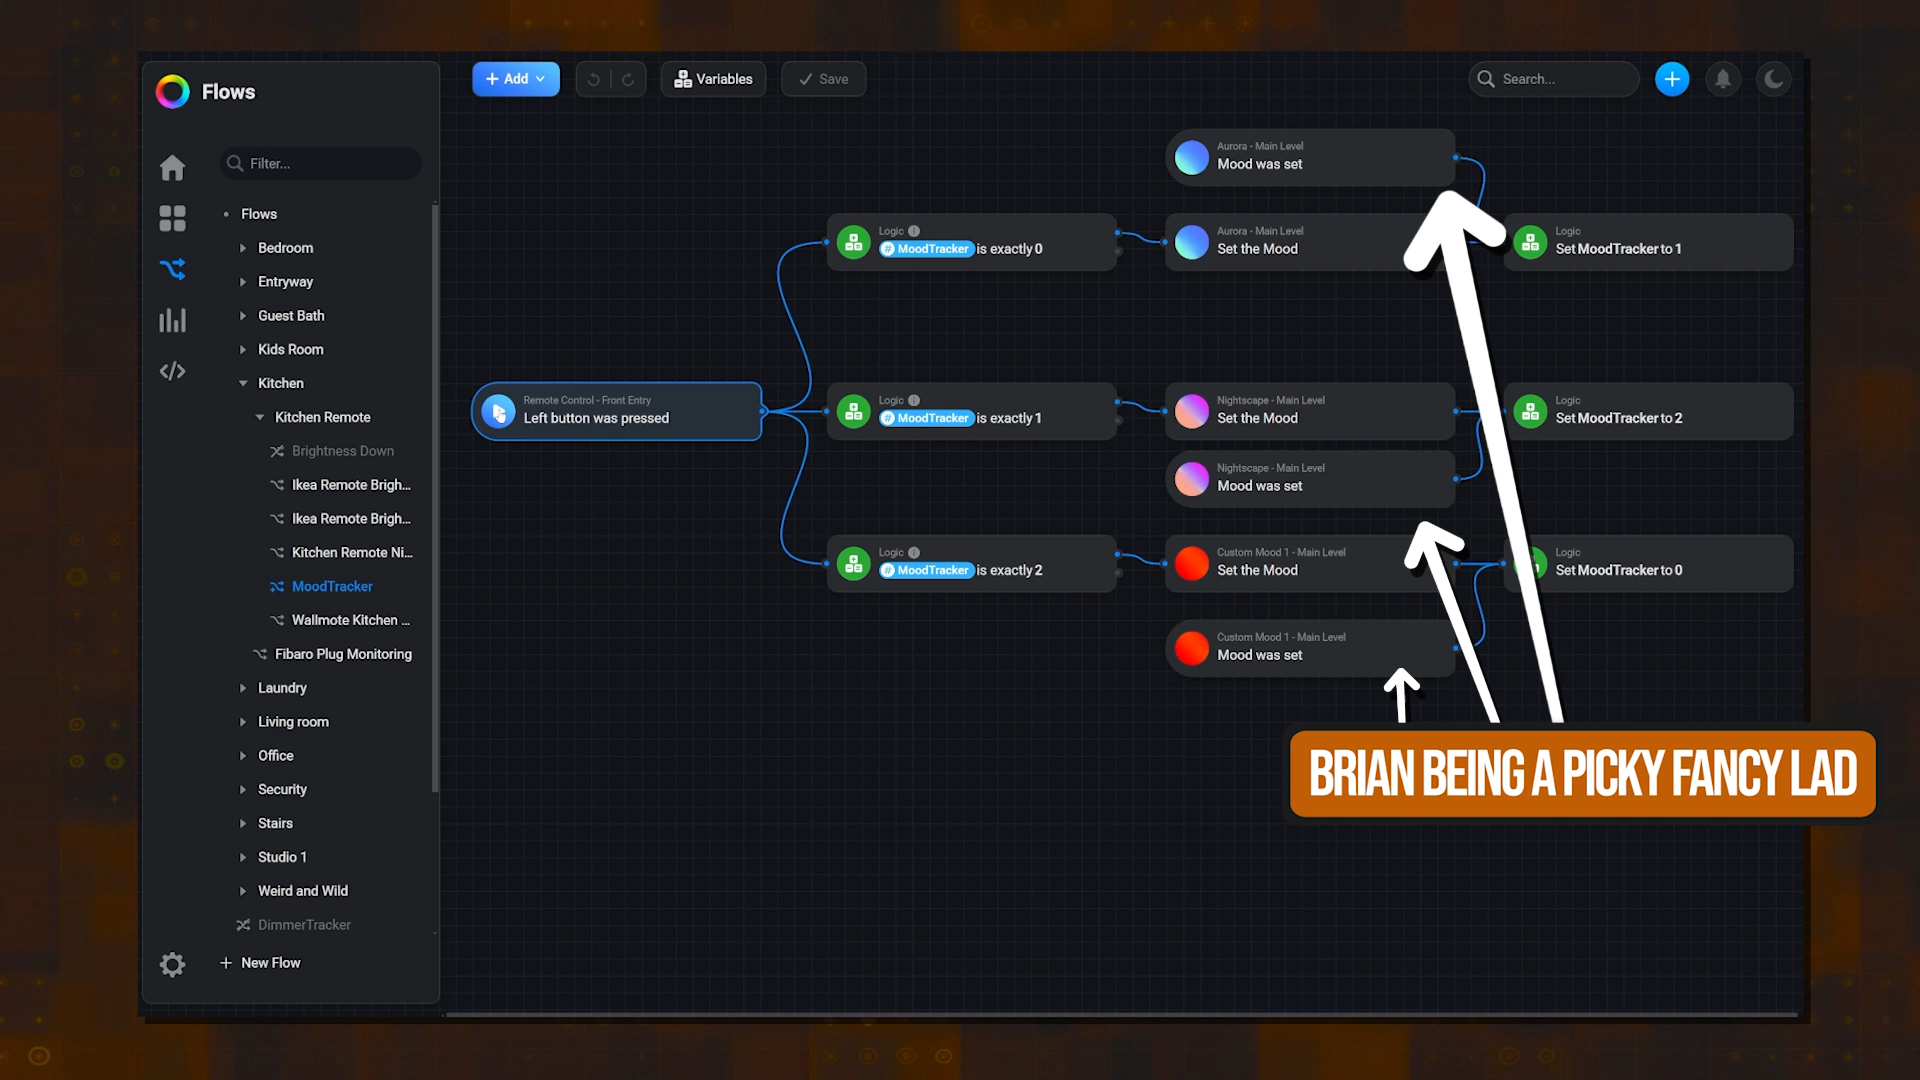 Flows
Filter...
Flows
Bedroom
Entryway
Guest Bath
Kids Room
Kitchen
Kitchen Remote
Brightness Down
Ikea Remote Brigh...
Ikea Remote Brigh...
Kitchen Remote Ni...
MoodTracker
Wallmote Kitchen ...
Fibaro Plug Monitoring
Laundry
Living room
Office
Security
Stairs
Studio 1
Weird and Wild
DimmerTracker
+ New Flow
+ Add
Variables
Save
Search...
Remote Control - Front Entry
Left button was pressed
Logic
# MoodTracker is exactly 0
Logic
# MoodTracker is exactly 1
Logic
# MoodTracker is exactly 2
Aurora - Main Level
Mood was set
Aurora - Main Level
Set the Mood
Nightscape - Main Level
Set the Mood
Nightscape - Main Level
Mood was set
Custom Mood 1 - Main Level
Set the Mood
Custom Mood 1 - Main Level
Mood was set
Logic
Set MoodTracker to 1
Logic
Set MoodTracker to 2
Logic
Set MoodTracker to 0
BRIAN BEING A PICKY FANCY LAD